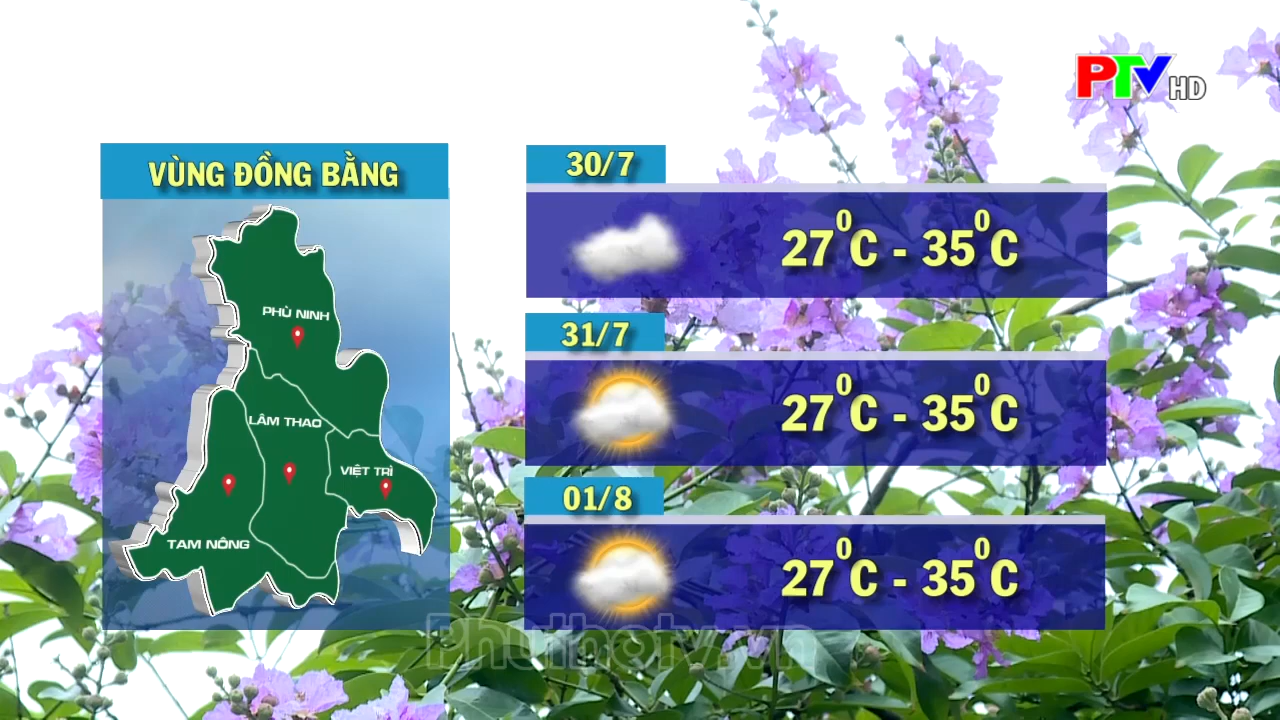 PTV HD
VÙNG ĐỒNG BẰNG
PHÙ NINH
LÂM THAO
VIỆT TRÌ
TAM NÔNG
30/7
27⁰C - 35⁰C
31/7
27⁰C - 35⁰C
01/8
27⁰C - 35⁰C
Phuthotv.vn